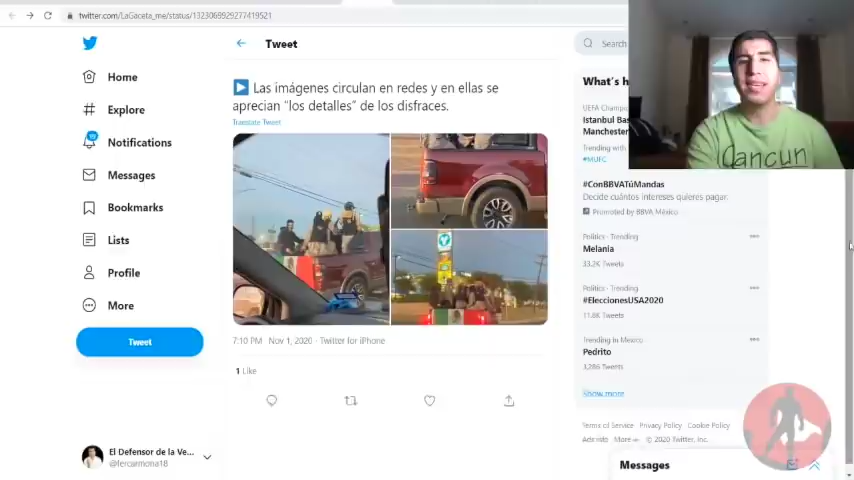 twitter.com/LaGaceta_me/status/1323069929277419521
Tweet
Search
Home
Explore
Notifications
Messages
Bookmarks
Lists
Profile
More
Tweet
El Defensor de la Ve...
@fercarmona18
Las imágenes circulan en redes y en ellas se
aprecian "los detalles" de los disfraces.
Translate Tweet
7:10 PM · Nov 1, 2020 · Twitter for iPhone
1 Like
What's h
UEFA Champi
Istanbul Bas
Manchester
Trending with
#MUFC
#ConBBVATúMandas
Decide cuántos intereses quieres pagar.
Promoted by BBVA México
Politics · Trending
Melania
33.2K Tweets
Politics · Trending
#EleccionesUSA2020
11.8K Tweets
Trending in Mexico
Pedrito
3,286 Tweets
Show more
Terms of Service Privacy Policy Cookie Policy
Ads info More © 2020 Twitter, Inc.
Messages
cancun